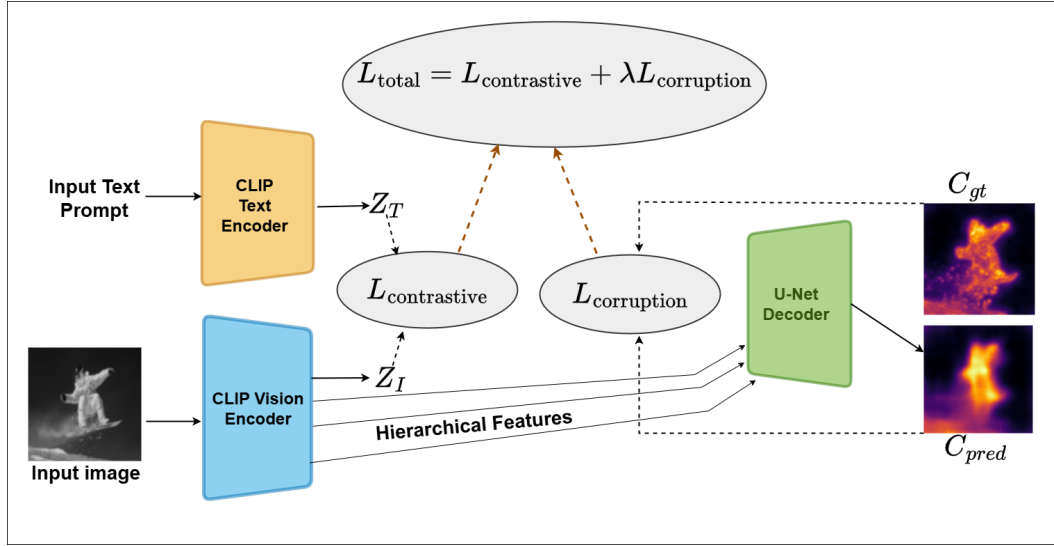 L_total = L_contrastive + λL_corruption
CLIP
Text
Encoder
Input Text
Prompt
Z_T
C_gt
L_contrastive
L_corruption
U-Net
Decoder
Z_I
CLIP Vision
Encoder
Hierarchical Features
Input image
C_pred